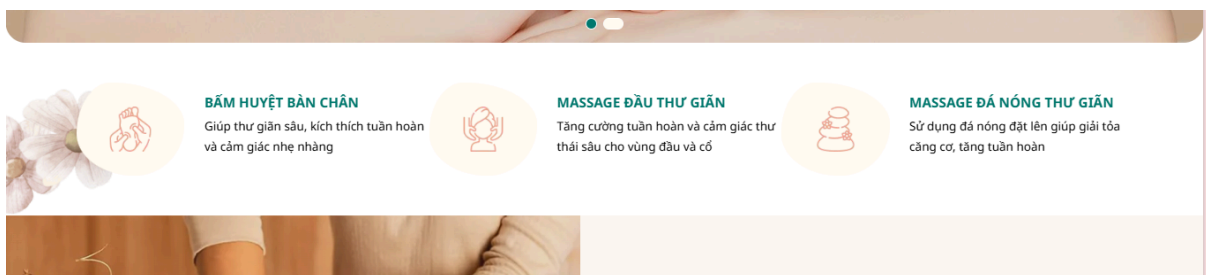 BẤM HUYỆT BÀN CHÂN
Giúp thư giãn sâu, kích thích tuần hoàn
và cảm giác nhẹ nhàng
MASSAGE ĐẦU THƯ GIÃN
Tăng cường tuần hoàn và cảm giác thư
thái sâu cho vùng đầu và cổ
MASSAGE ĐÁ NÓNG THƯ GIÃN
Sử dụng đá nóng đặt lên giúp giải tỏa
căng cơ, tăng tuần hoàn